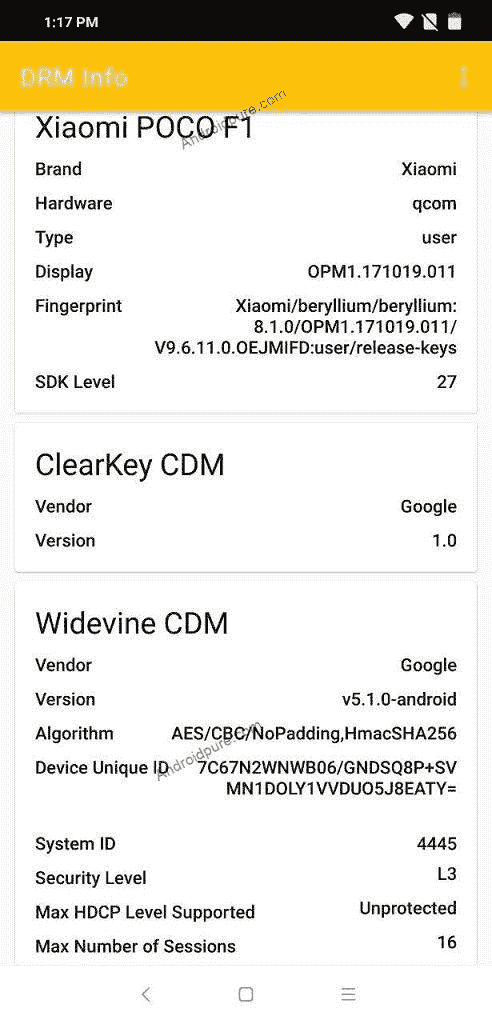 1:17 PM
DRM Info
Androidpure.com
Xiaomi POCO F1
Brand Xiaomi
Hardware qcom
Type user
Display OPM1.171019.011
Fingerprint Xiaomi/beryllium/beryllium:
8.1.0/OPM1.171019.011/
V9.6.11.0.OEJMIFD:user/release-keys
SDK Level 27
ClearKey CDM
Vendor Google
Version 1.0
Widevine CDM
Vendor Google
Version v5.1.0-android
Algorithm AES/CBC/NoPadding,HmacSHA256
Androidpure.com
Device Unique ID 7C67N2WNWB06/GNDSQ8P+SV
MN1DOLY1VVDUO5J8EATY=
System ID 4445
Security Level L3
Max HDCP Level Supported Unprotected
Max Number of Sessions 16